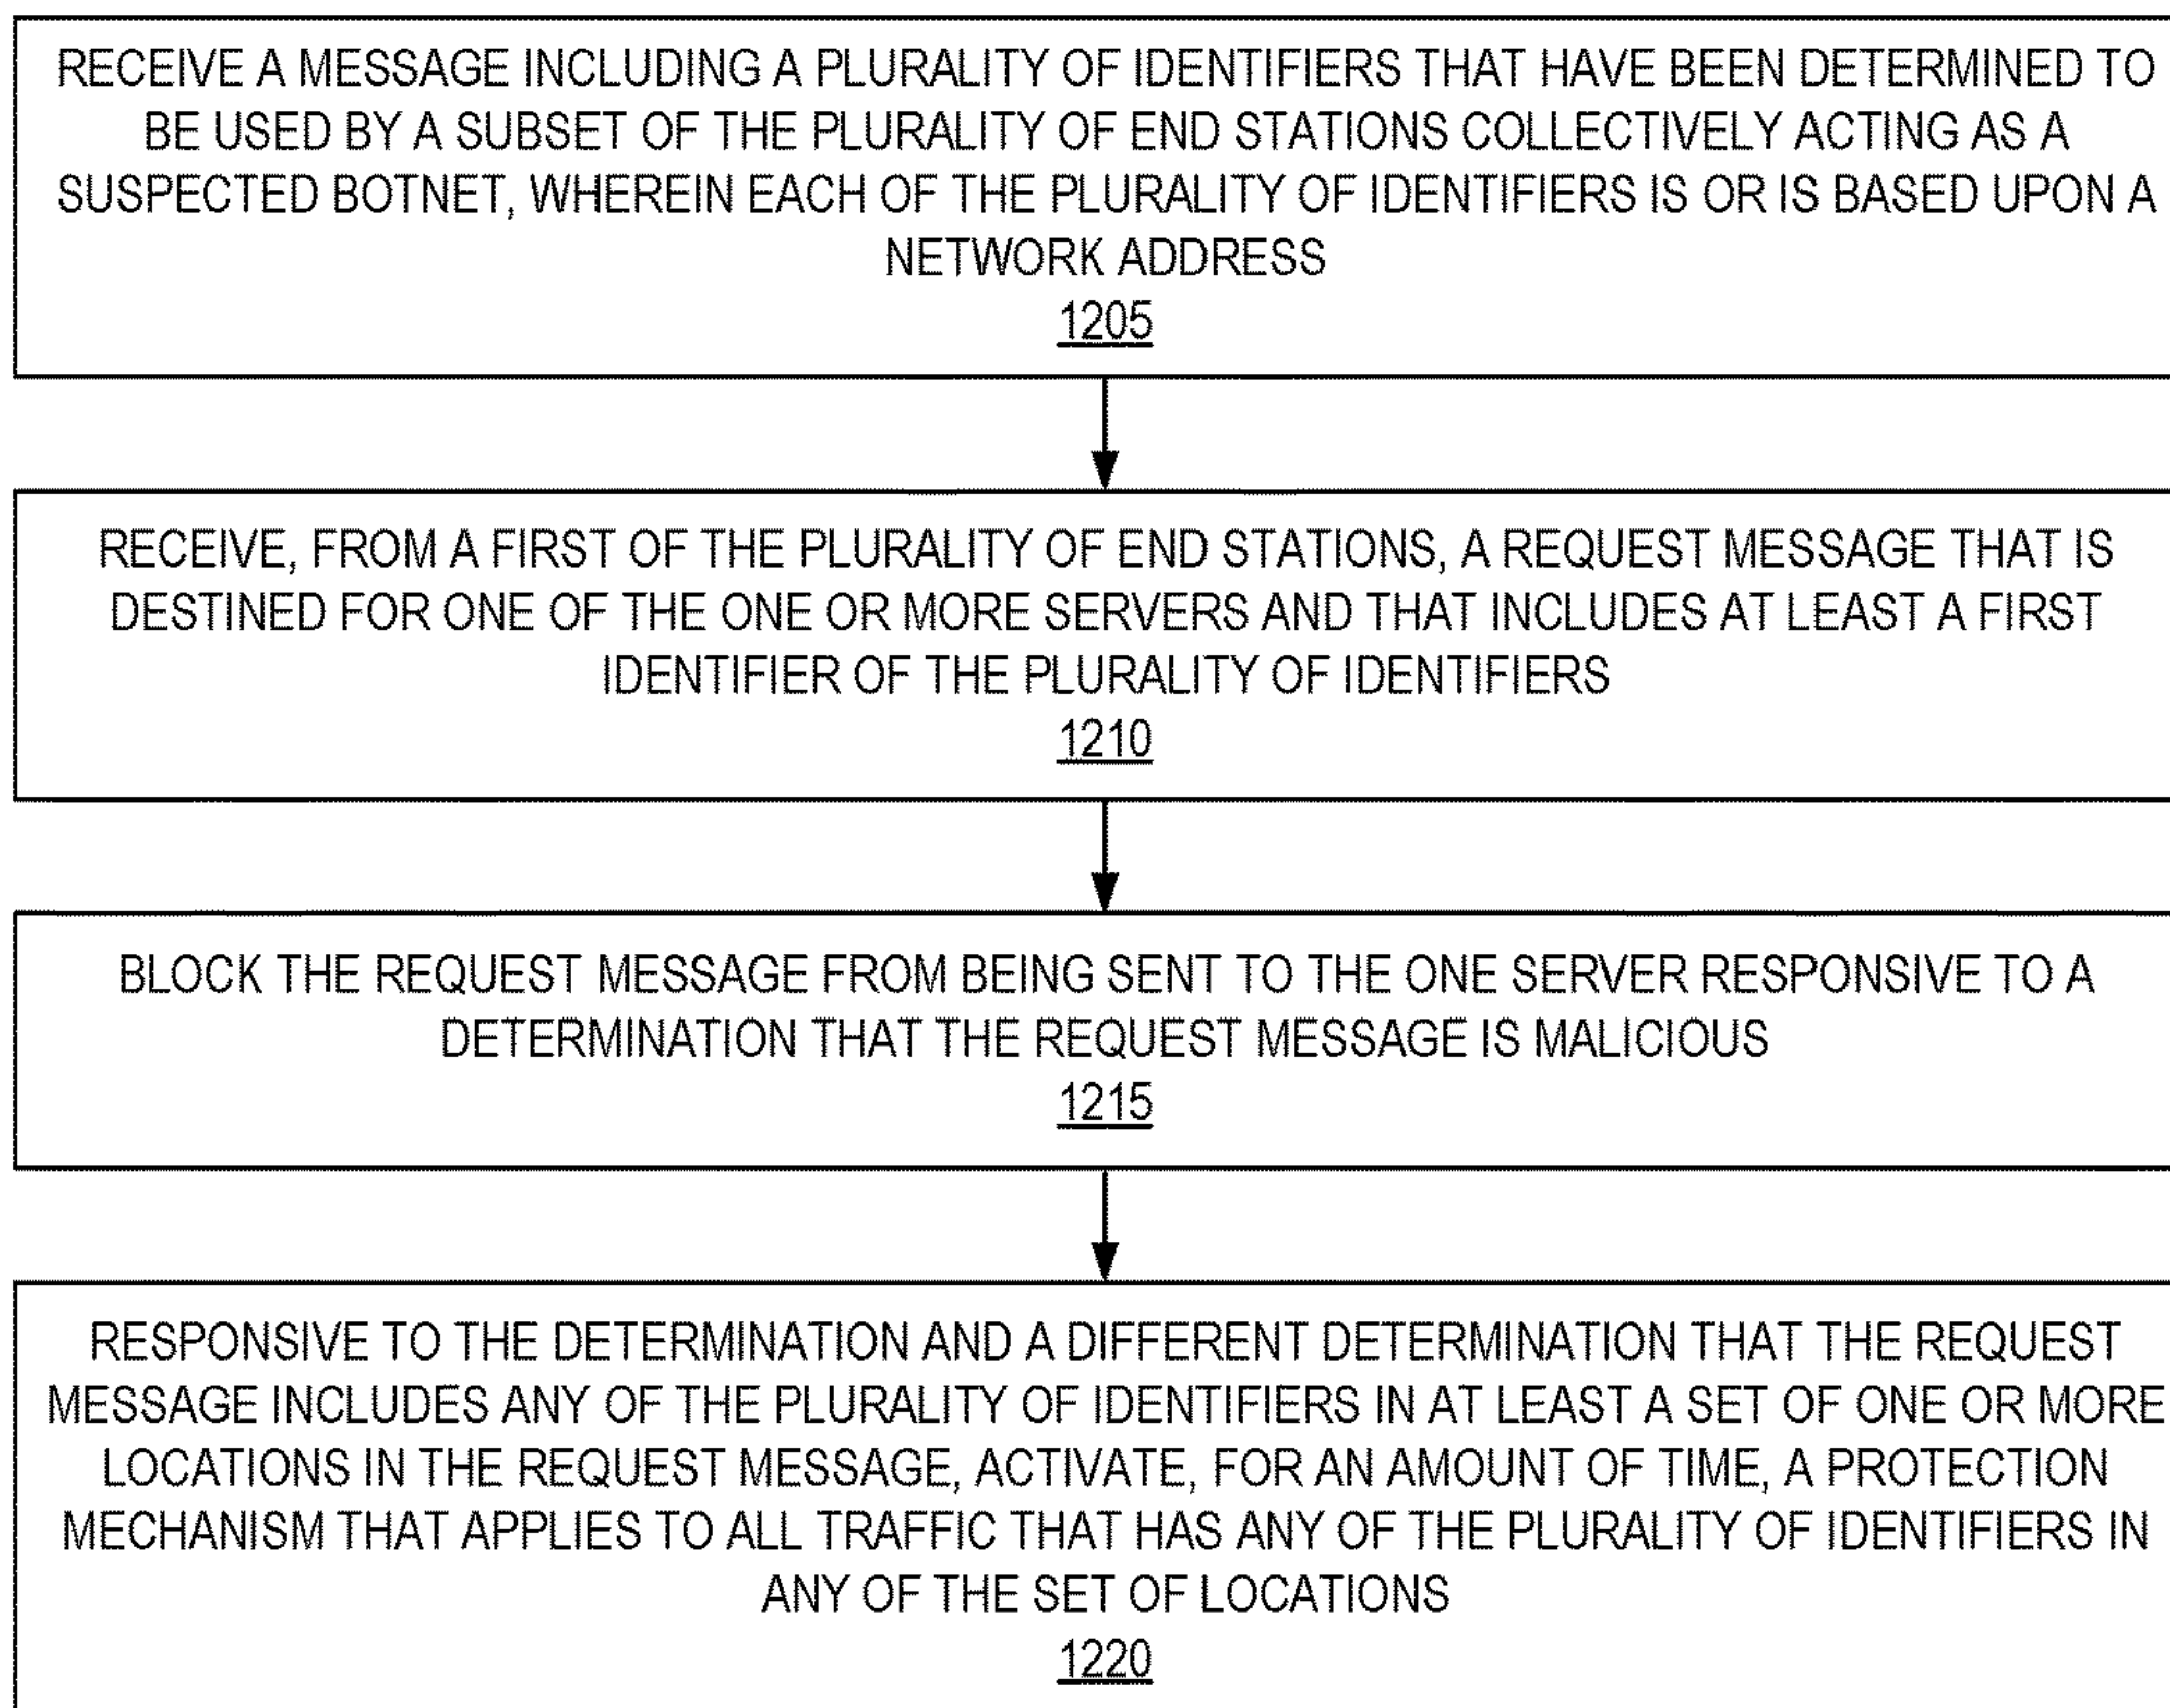 RECEIVE A MESSAGE INCLUDING A PLURALITY OF IDENTIFIERS THAT HAVE BEEN DETERMINED TO
BE USED BY A SUBSET OF THE PLURALITY OF END STATIONS COLLECTIVELY ACTING AS A
SUSPECTED BOTNET, WHEREIN EACH OF THE PLURALITY OF IDENTIFIERS IS OR IS BASED UPON A
NETWORK ADDRESS
1205
RECEIVE, FROM A FIRST OF THE PLURALITY OF END STATIONS, A REQUEST MESSAGE THAT IS
DESTINED FOR ONE OF THE ONE OR MORE SERVERS AND THAT INCLUDES AT LEAST A FIRST
IDENTIFIER OF THE PLURALITY OF IDENTIFIERS
1210
BLOCK THE REQUEST MESSAGE FROM BEING SENT TO THE ONE SERVER RESPONSIVE TO A
DETERMINATION THAT THE REQUEST MESSAGE IS MALICIOUS
1215
RESPONSIVE TO THE DETERMINATION AND A DIFFERENT DETERMINATION THAT THE REQUEST
MESSAGE INCLUDES ANY OF THE PLURALITY OF IDENTIFIERS IN AT LEAST A SET OF ONE OR MORE
LOCATIONS IN THE REQUEST MESSAGE, ACTIVATE, FOR AN AMOUNT OF TIME, A PROTECTION
MECHANISM THAT APPLIES TO ALL TRAFFIC THAT HAS ANY OF THE PLURALITY OF IDENTIFIERS IN
ANY OF THE SET OF LOCATIONS
1220